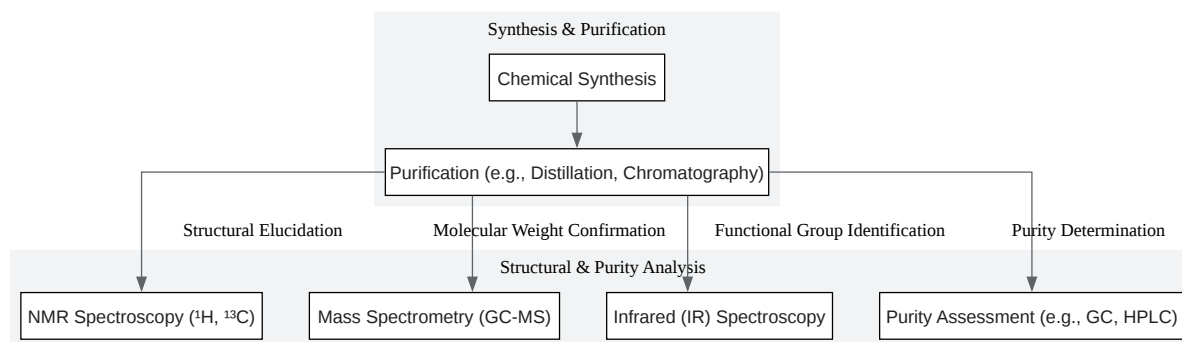 Synthesis & Purification
Chemical Synthesis
Purification (e.g., Distillation, Chromatography)
Structural Elucidation
Molecular Weight Confirmation
Functional Group Identification
Purity Determination
Structural & Purity Analysis
NMR Spectroscopy (¹H, ¹³C)
Mass Spectrometry (GC-MS)
Infrared (IR) Spectroscopy
Purity Assessment (e.g., GC, HPLC)